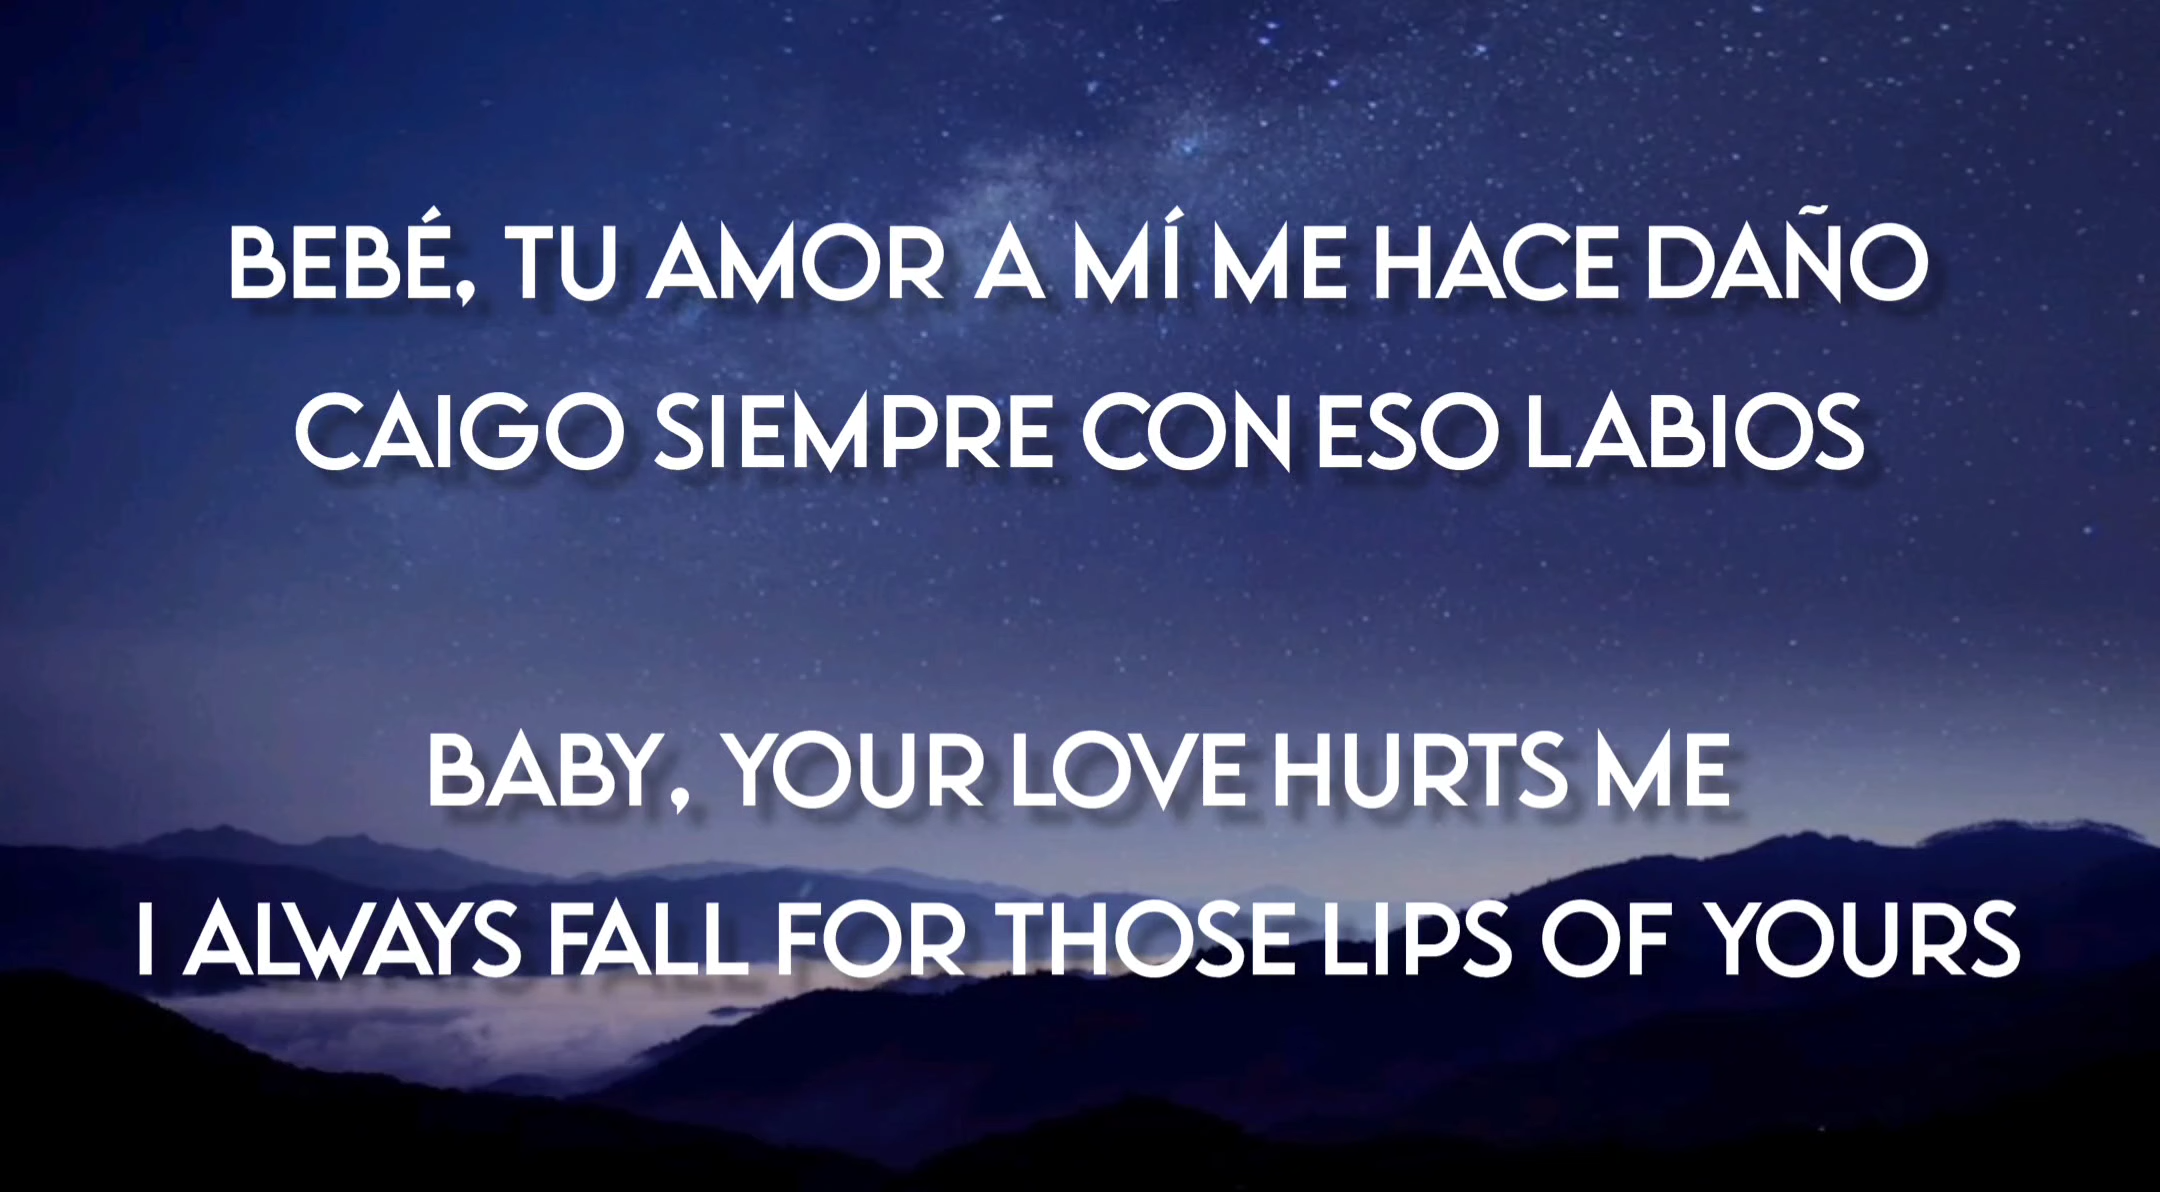 BEBÉ, TU AMOR A MÍ ME HACE DAÑO
CAIGO SIEMPRE CON ESO LABIOS
BABY, YOUR LOVE HURTS ME
I ALWAYS FALL FOR THOSE LIPS OF YOURS